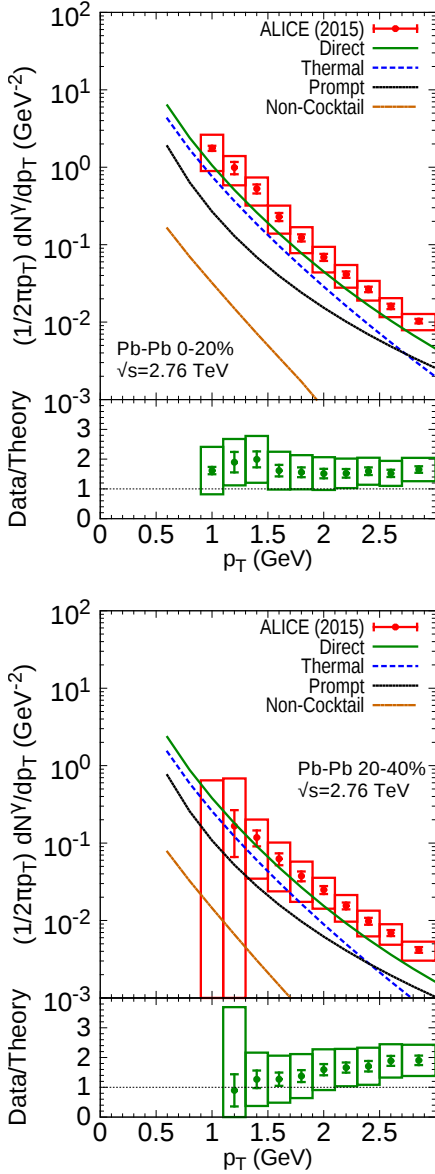 10^2
10^1
10^0
10^-1
10^-2
10^-3
(1/2πp_T) dN^γ/dp_T (GeV^-2)
ALICE (2015)
Direct
Thermal
Prompt
Non-Cocktail
Pb-Pb 0-20%
√s=2.76 TeV
Data/Theory
3
2
1
0
0 0.5 1 1.5 2 2.5
p_T (GeV)
10^2
10^1
10^0
10^-1
10^-2
10^-3
(1/2πp_T) dN^γ/dp_T (GeV^-2)
ALICE (2015)
Direct
Thermal
Prompt
Non-Cocktail
Pb-Pb 20-40%
√s=2.76 TeV
Data/Theory
3
2
1
0
0 0.5 1 1.5 2 2.5
p_T (GeV)